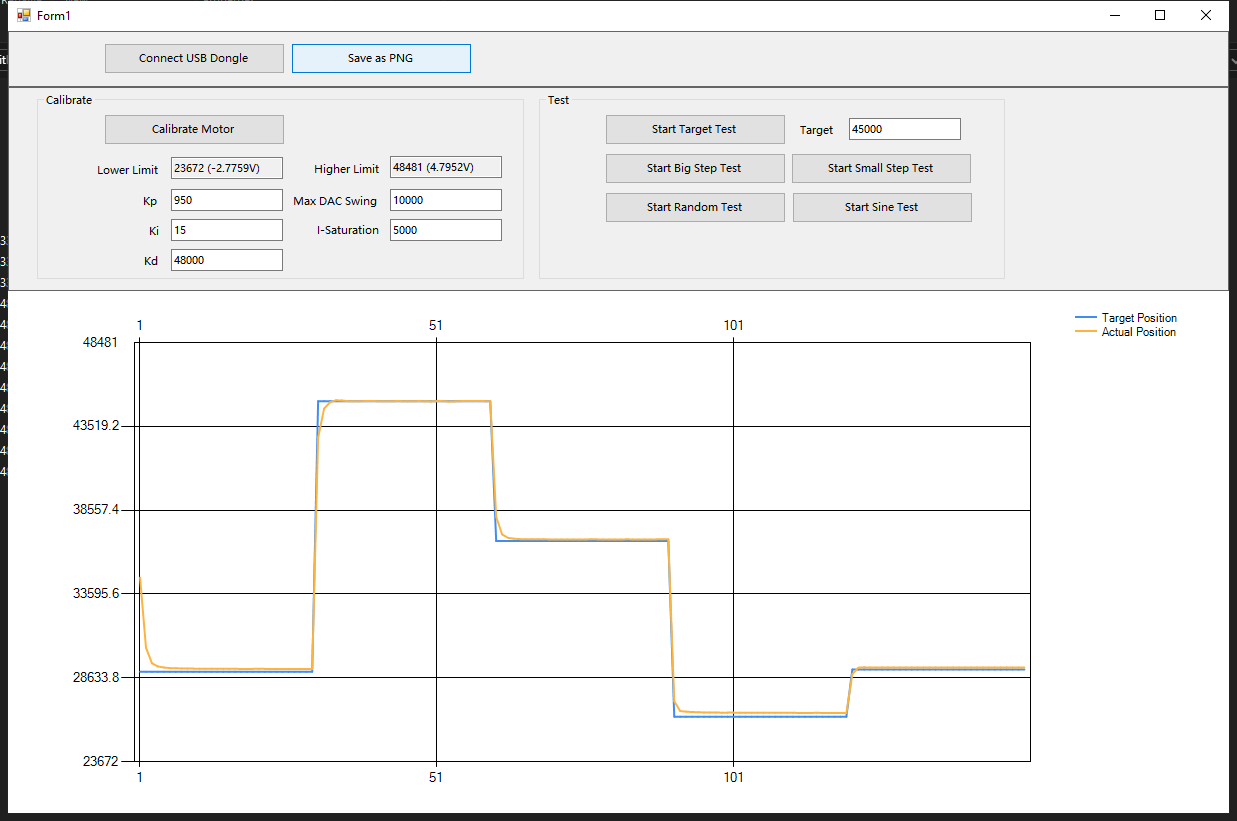 Form1
Connect USB Dongle
Save as PNG
Calibrate
Calibrate Motor
Lower Limit 23672 (-2.7759V)
Higher Limit 48481 (4.7952V)
Kp 950
Max DAC Swing 10000
Ki 15
I-Saturation 5000
Kd 48000
Test
Start Target Test
Target 45000
Start Big Step Test
Start Small Step Test
Start Random Test
Start Sine Test
Target Position
Actual Position
1 51 101
48481
43519.2
38557.4
33595.6
28633.8
23672
1 51 101